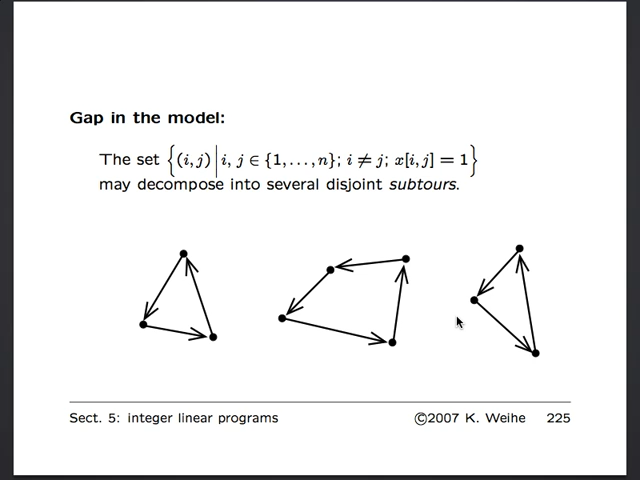 Gap in the model:
The set {(i,j) | i, j ∈ {1,...,n}; i ≠ j; x[i,j] = 1}
may decompose into several disjoint subtours.
Sect. 5: integer linear programs ©2007 K. Weihe 225